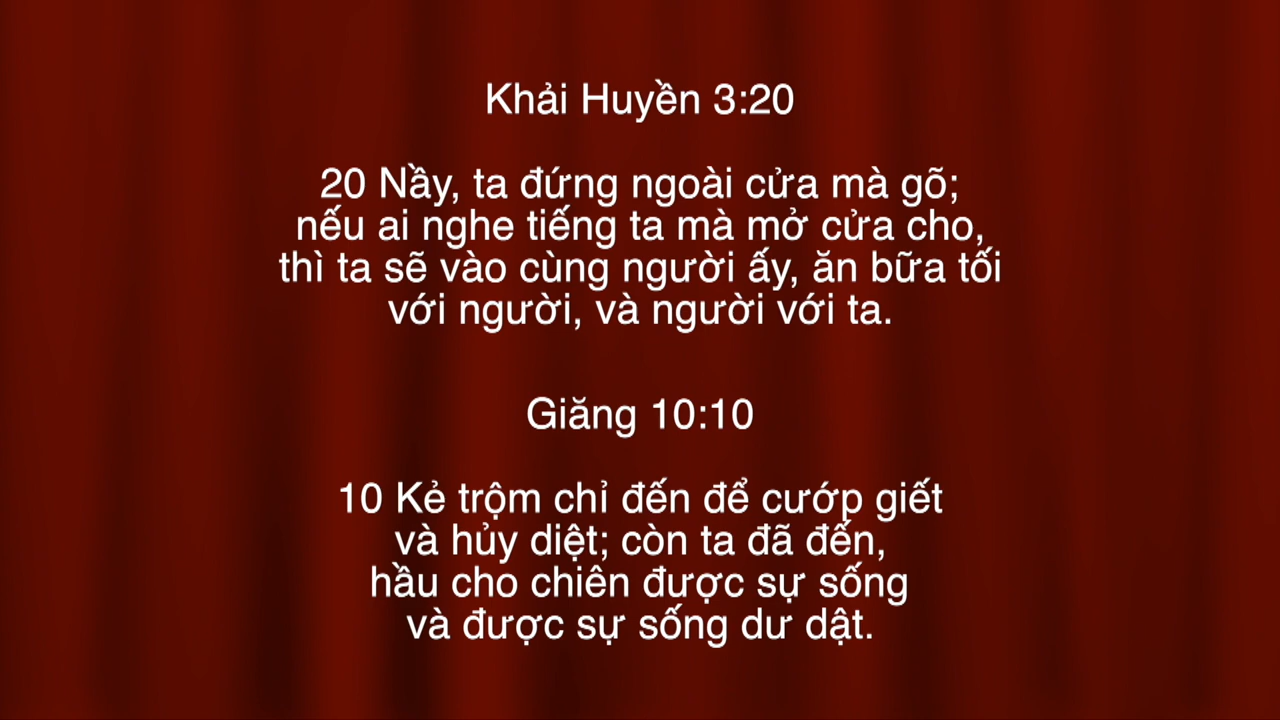 Khải Huyền 3:20
20 Nầy, ta đứng ngoài cửa mà gõ;
nếu ai nghe tiếng ta mà mở cửa cho,
thì ta sẽ vào cùng người ấy, ăn bữa tối
với người, và người với ta.
Giăng 10:10
10 Kẻ trộm chỉ đến để cướp giết
và hủy diệt; còn ta đã đến,
hầu cho chiên được sự sống
và được sự sống dư dật.